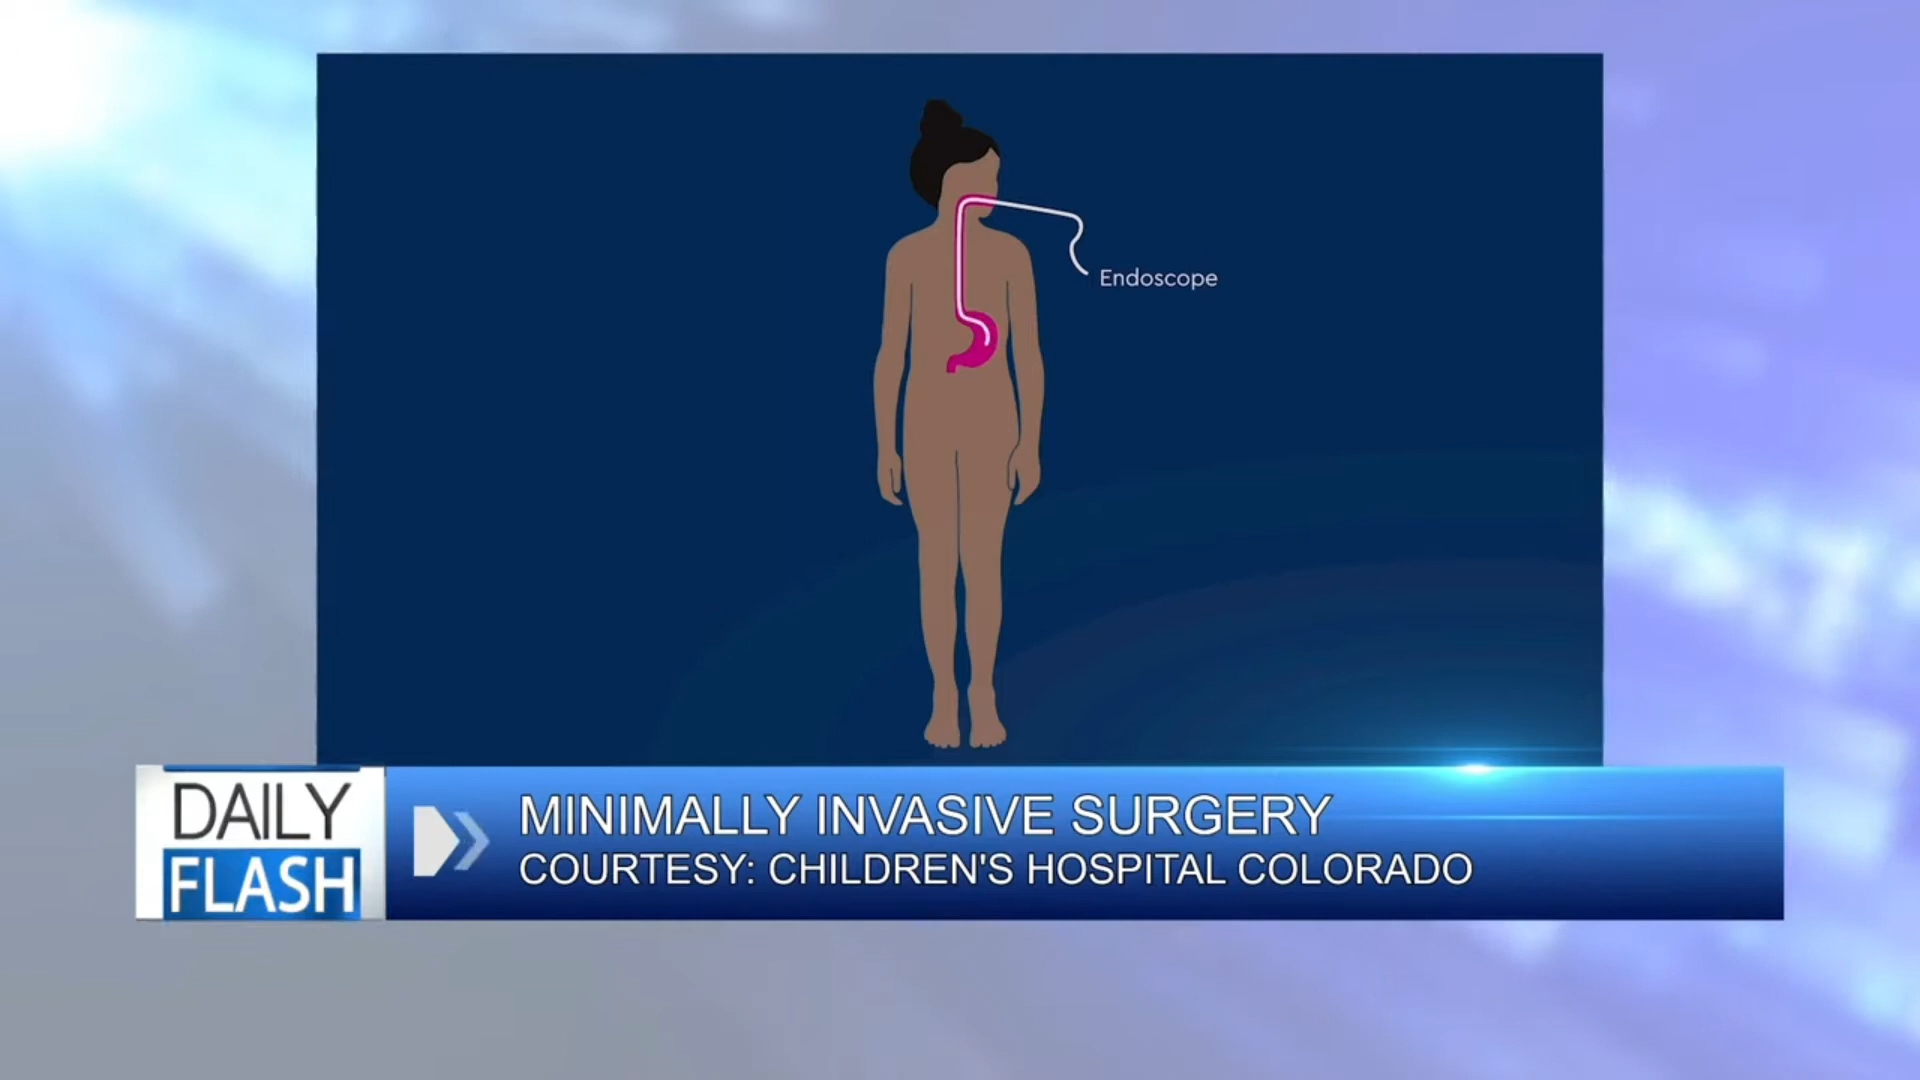 Endoscope
DAILY
FLASH
MINIMALLY INVASIVE SURGERY
COURTESY: CHILDREN'S HOSPITAL COLORADO